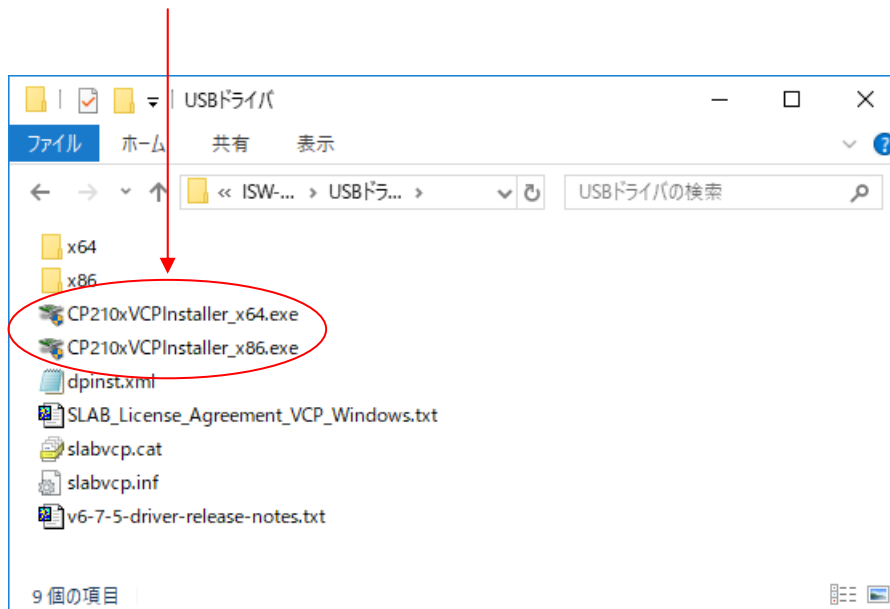 USBドライバ
ファイル ホーム 共有 表示
« ISW-... › USBドラ... › USBドライバの検索
x64
x86
CP210xVCPInstaller_x64.exe
CP210xVCPInstaller_x86.exe
dpinst.xml
SLAB_License_Agreement_VCP_Windows.txt
slabvcp.cat
slabvcp.inf
v6-7-5-driver-release-notes.txt
9 個の項目